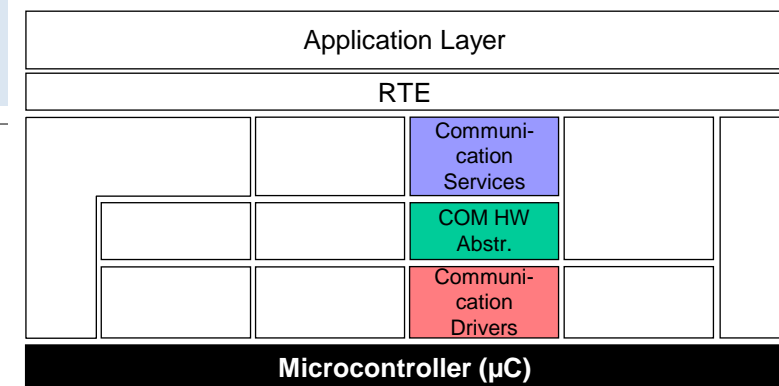 Application Layer
RTE
Communi-
cation
Services
COM HW
Abstr.
Communi-
cation
Drivers
Microcontroller (µC)